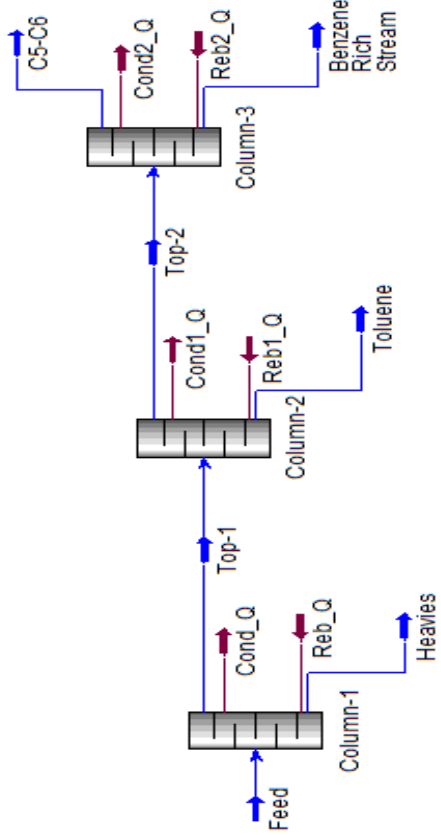 Feed
Column-1
Cond_Q
Reb_Q
Heavies
Top-1
Column-2
Cond1_Q
Reb1_Q
Toluene
Top-2
Column-3
C5-C6
Cond2_Q
Reb2_Q
Benzene
Rich
Stream